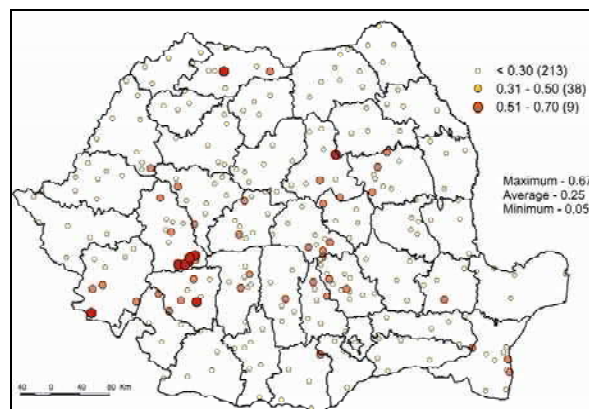 < 0.30 (213)
0.31 - 0.50 (38)
0.51 - 0.70 (9)
Maximum - 0.67
Average - 0.25
Minimum - 0.05
40 0 40 80 Km